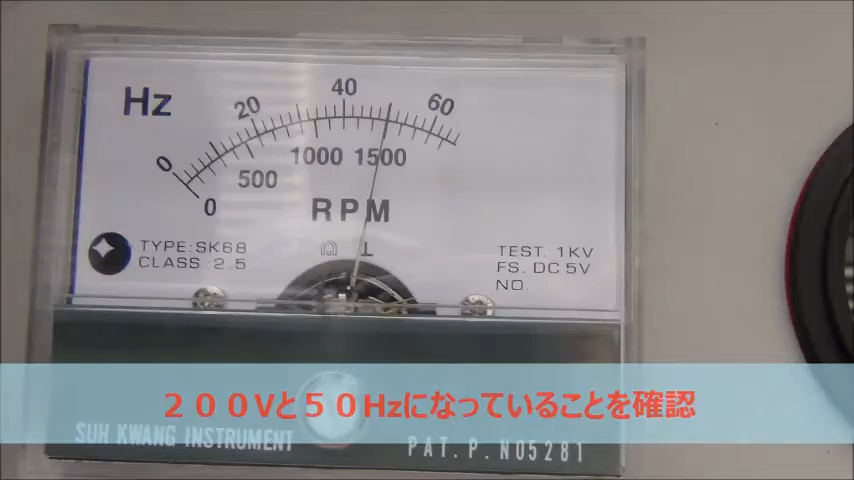 Hz
0 20 40 60
0 500 1000 1500
RPM
TYPE:SK68
CLASS:2.5
TEST. 1KV
FS. DC 5V
NO.
２００Vと５０Hzになっていることを確認
SUH KWANG INSTRUMENT
PAT. P. NO5281